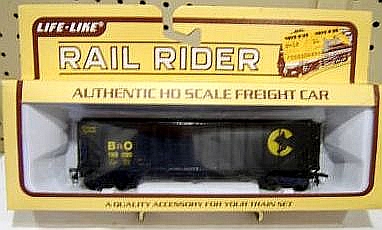 LIFE-LIKE®
RAIL RIDER
AUTHENTIC HO SCALE FREIGHT CAR
B&O
A QUALITY ACCESSORY FOR YOUR TRAIN SET